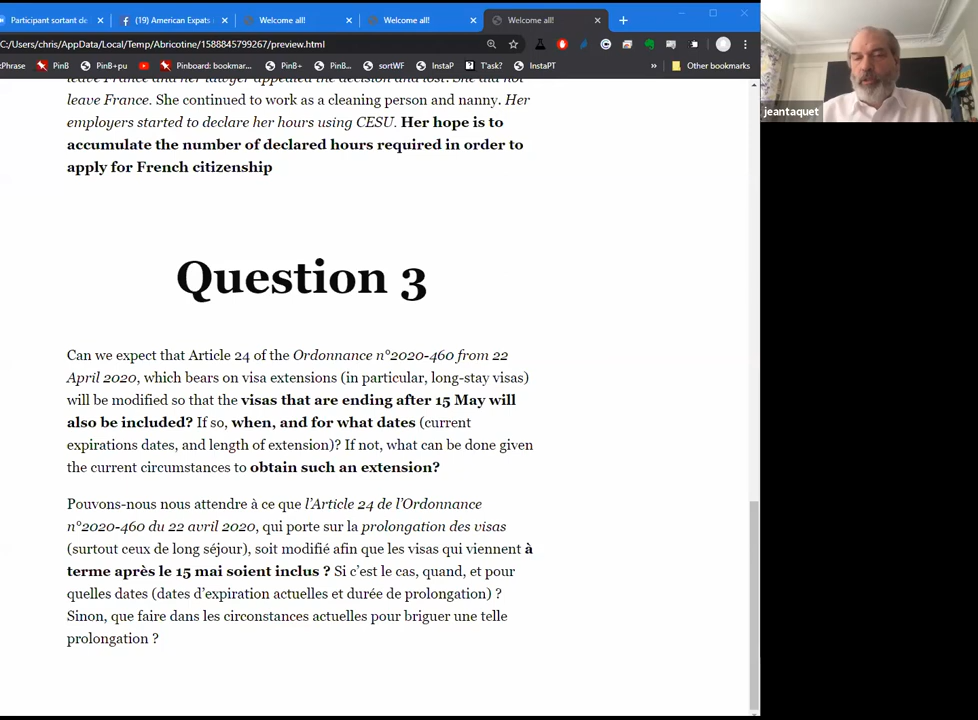 Participant sortant de
(19) American Expats
Welcome all!
Welcome all!
Welcome all!
C:/Users/chris/AppData/Local/Temp/Abricotine/1588845799267/preview.html
cPhrase PinB PinB+pu Pinboard: bookmar... PinB+ PinB... sortWF InstaP T'ask? InstaPT » Other bookmarks
jeantaquet
leave France and her lawyer appealed the decision and lost. She did not
leave France. She continued to work as a cleaning person and nanny. Her
employers started to declare her hours using CESU. Her hope is to
accumulate the number of declared hours required in order to
apply for French citizenship
Question 3
Can we expect that Article 24 of the Ordonnance n°2020-460 from 22
April 2020, which bears on visa extensions (in particular, long-stay visas)
will be modified so that the visas that are ending after 15 May will
also be included? If so, when, and for what dates (current
expirations dates, and length of extension)? If not, what can be done given
the current circumstances to obtain such an extension?
Pouvons-nous nous attendre à ce que l'Article 24 de l'Ordonnance
n°2020-460 du 22 avril 2020, qui porte sur la prolongation des visas
(surtout ceux de long séjour), soit modifié afin que les visas qui viennent à
terme après le 15 mai soient inclus ? Si c'est le cas, quand, et pour
quelles dates (dates d'expiration actuelles et durée de prolongation) ?
Sinon, que faire dans les circonstances actuelles pour briguer une telle
prolongation ?